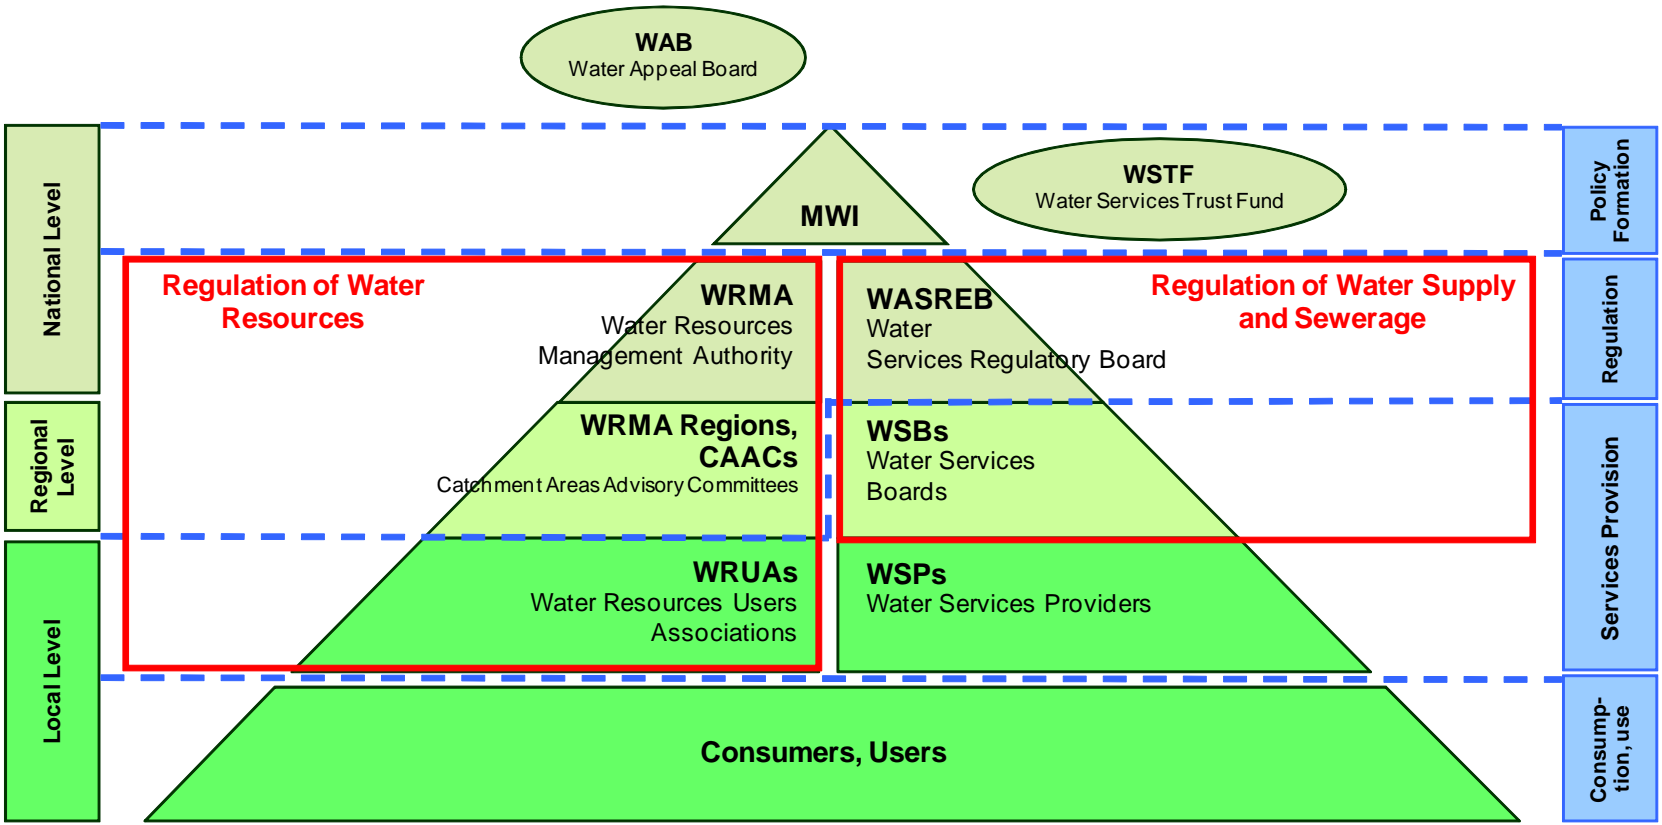 WAB
Water Appeal Board
National Level
Policy
Formation
WSTF
Water Services Trust Fund
MWI
Regulation of Water
Resources
WRMA
Water Resources
Management Authority
WASREB
Water
Services Regulatory Board
Regulation of Water Supply
and Sewerage
Regulation
Regional
Level
WRMA Regions,
CAACs
Catchment Areas Advisory Committees
WSBs
Water Services
Boards
Services Provision
Local Level
WRUAs
Water Resources Users
Associations
WSPs
Water Services Providers
Consumers, Users
Consump-
tion, use